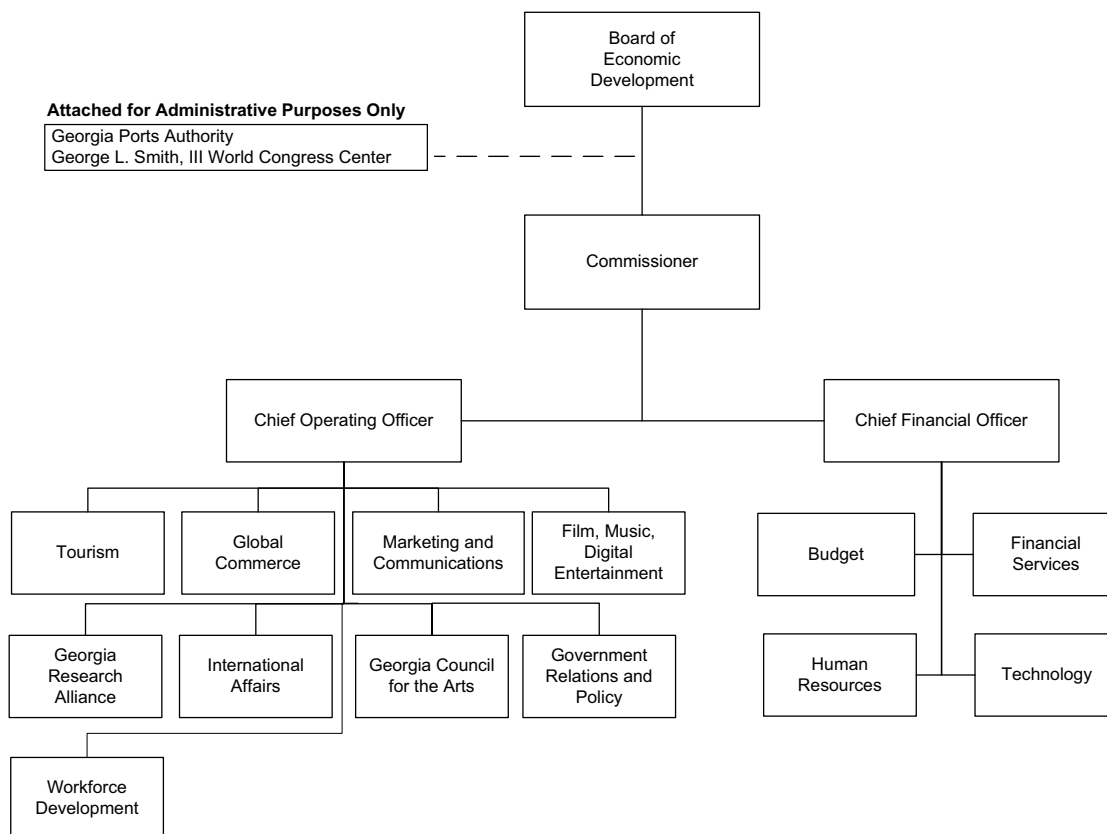 Board of
Economic
Development
Attached for Administrative Purposes Only
Georgia Ports Authority
George L. Smith, III World Congress Center
Commissioner
Chief Operating Officer
Chief Financial Officer
Tourism
Global
Commerce
Marketing and
Communications
Film, Music,
Digital
Entertainment
Budget
Financial
Services
Georgia
Research
Alliance
International
Affairs
Georgia Council
for the Arts
Government
Relations and
Policy
Human
Resources
Technology
Workforce
Development